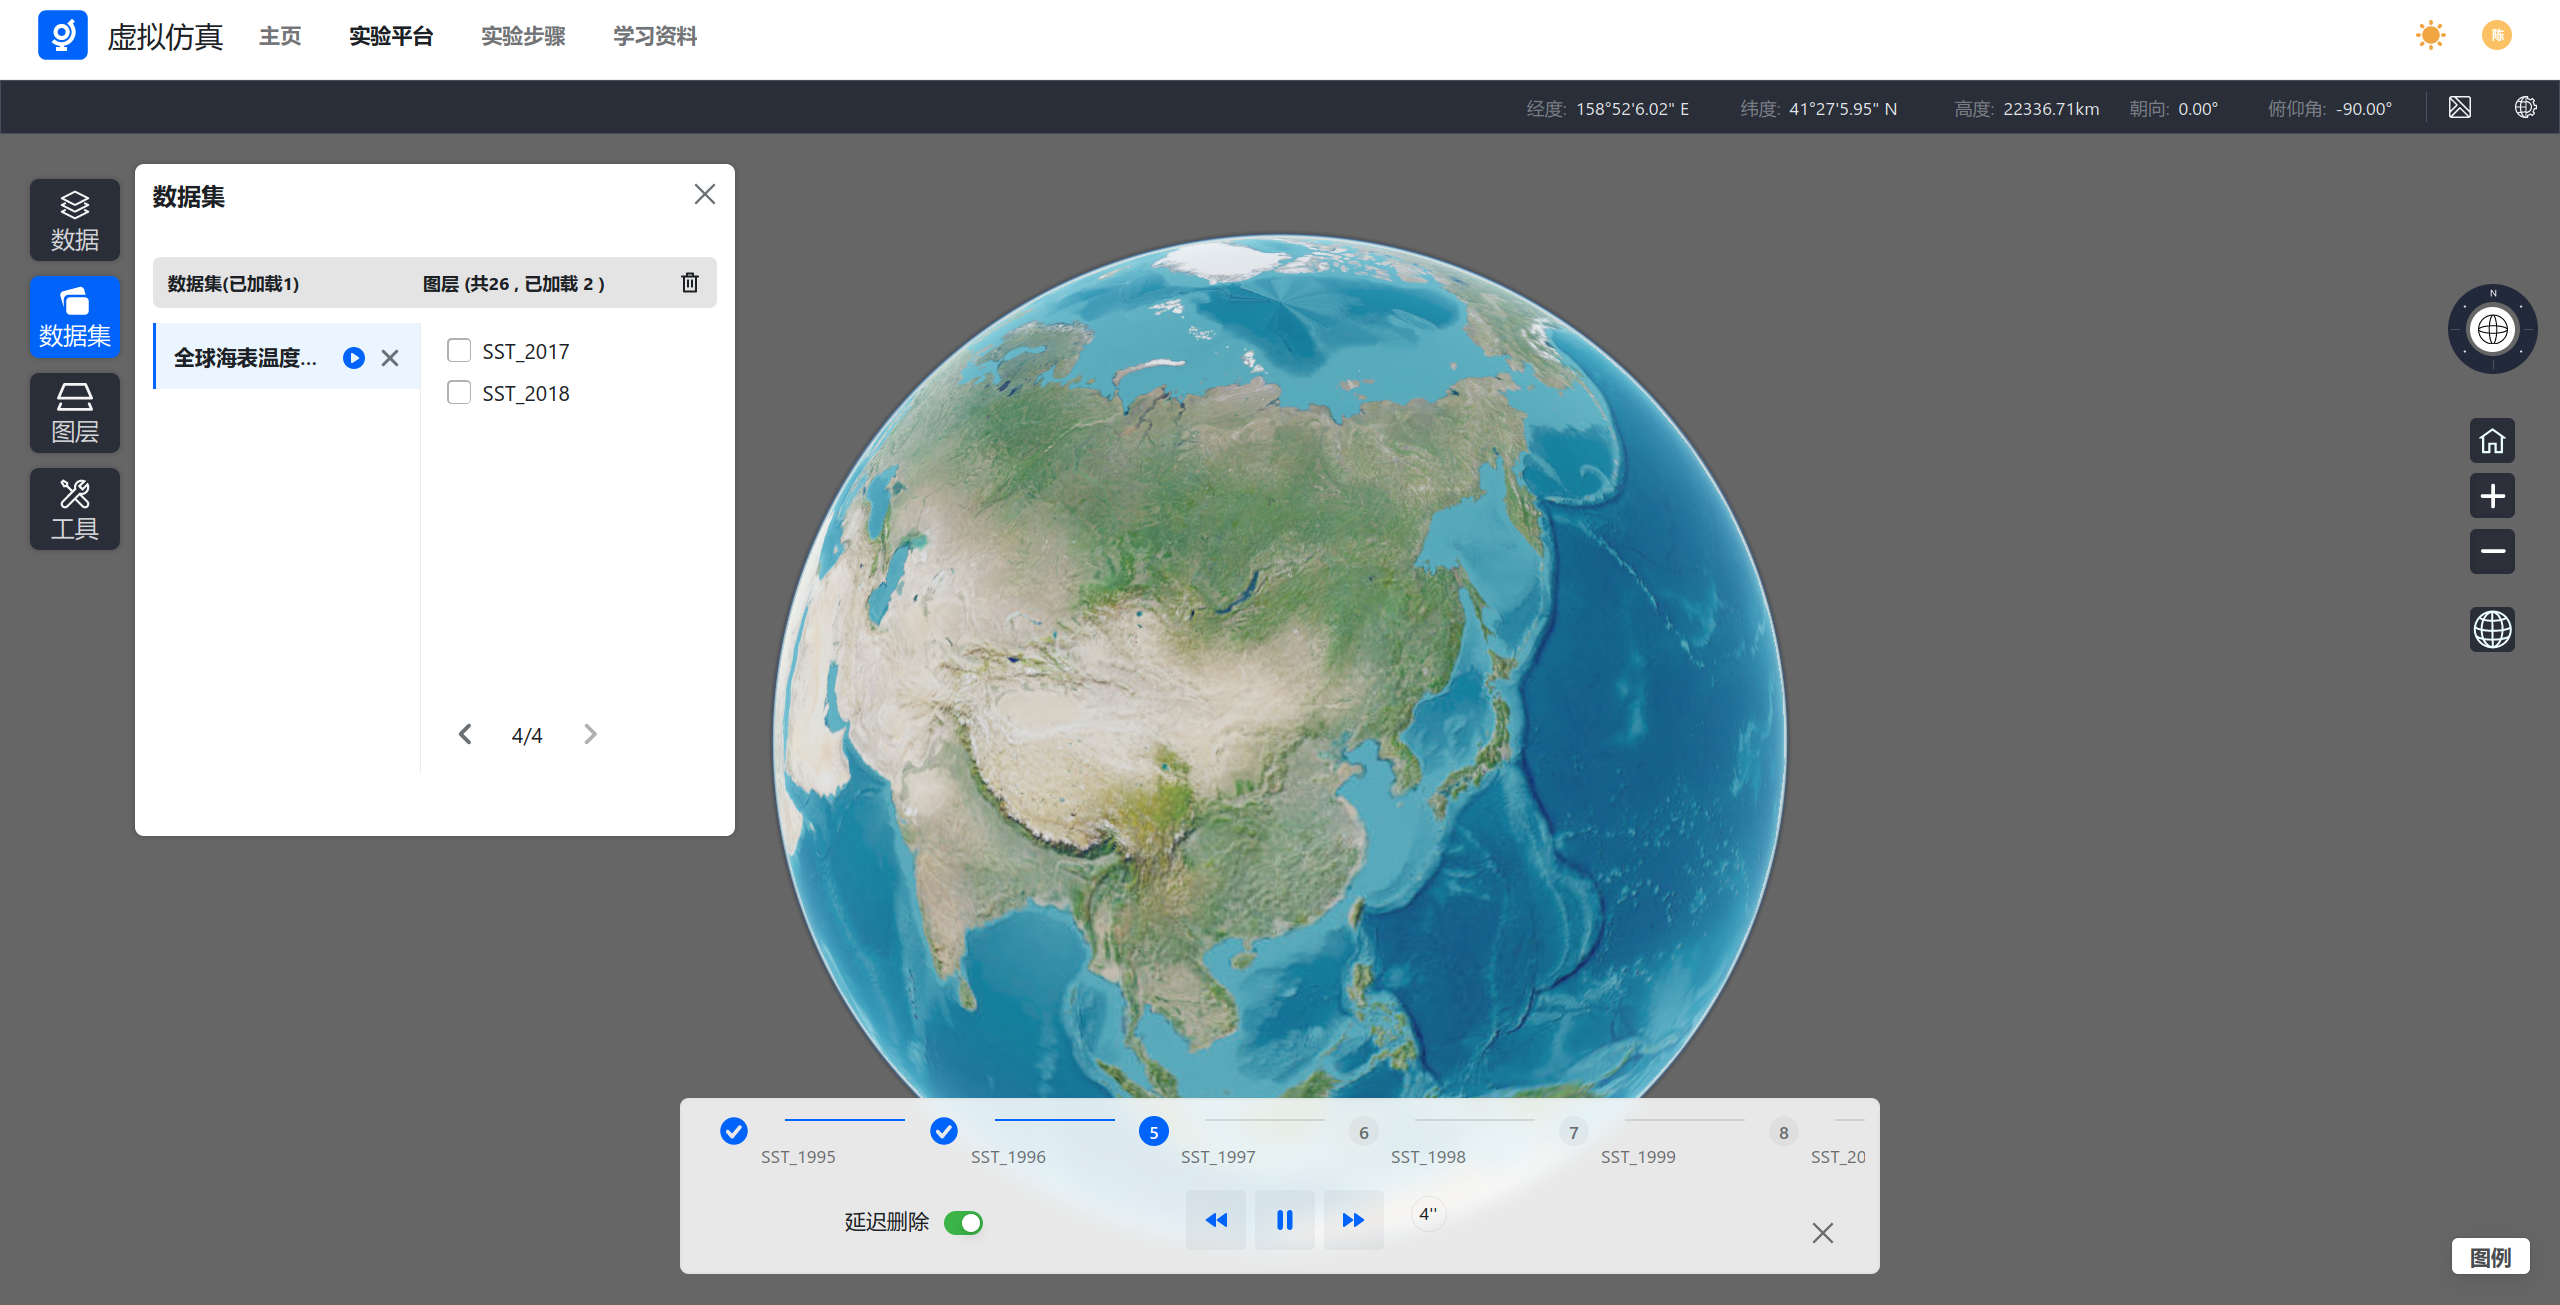 虚拟仿真 主页 实验平台 实验步骤 学习资料 陈
经度: 158°52'6.02" E 纬度: 41°27'5.95" N 高度: 22336.71km 朝向: 0.00° 俯仰角: -90.00°
数据
数据集
图层
工具
数据集
数据集(已加载1) 图层 (共26 , 已加载 2 )
全球海表温度...
SST_2017
SST_2018
4/4
N
5 6 7 8
SST_1995 SST_1996 SST_1997 SST_1998 SST_1999 SST_20
延迟删除 4''
图例